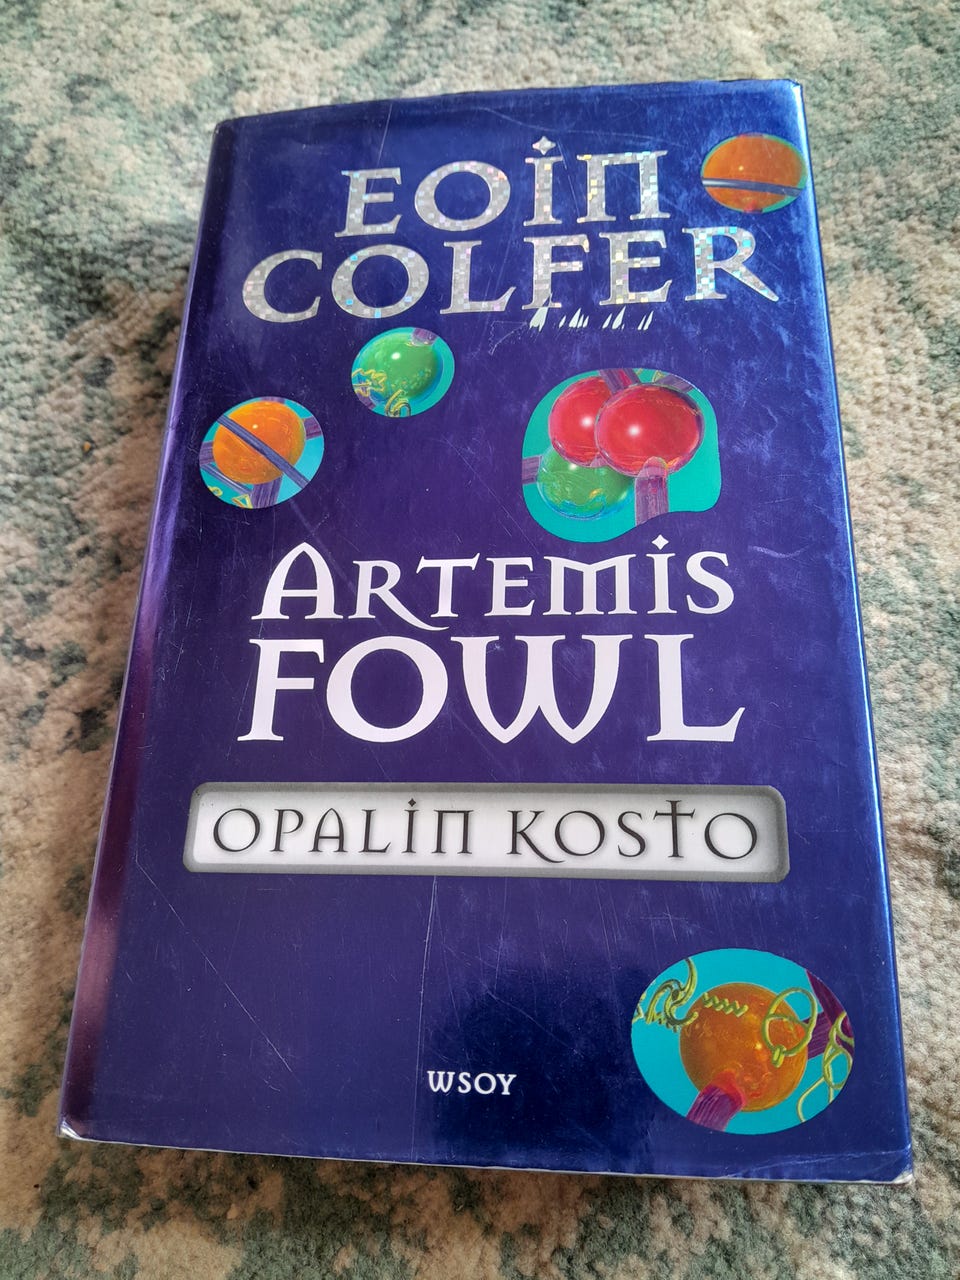 EOIN
COLFER
ARTEMIS
FOWL
OPALIN KOSTO
WSOY